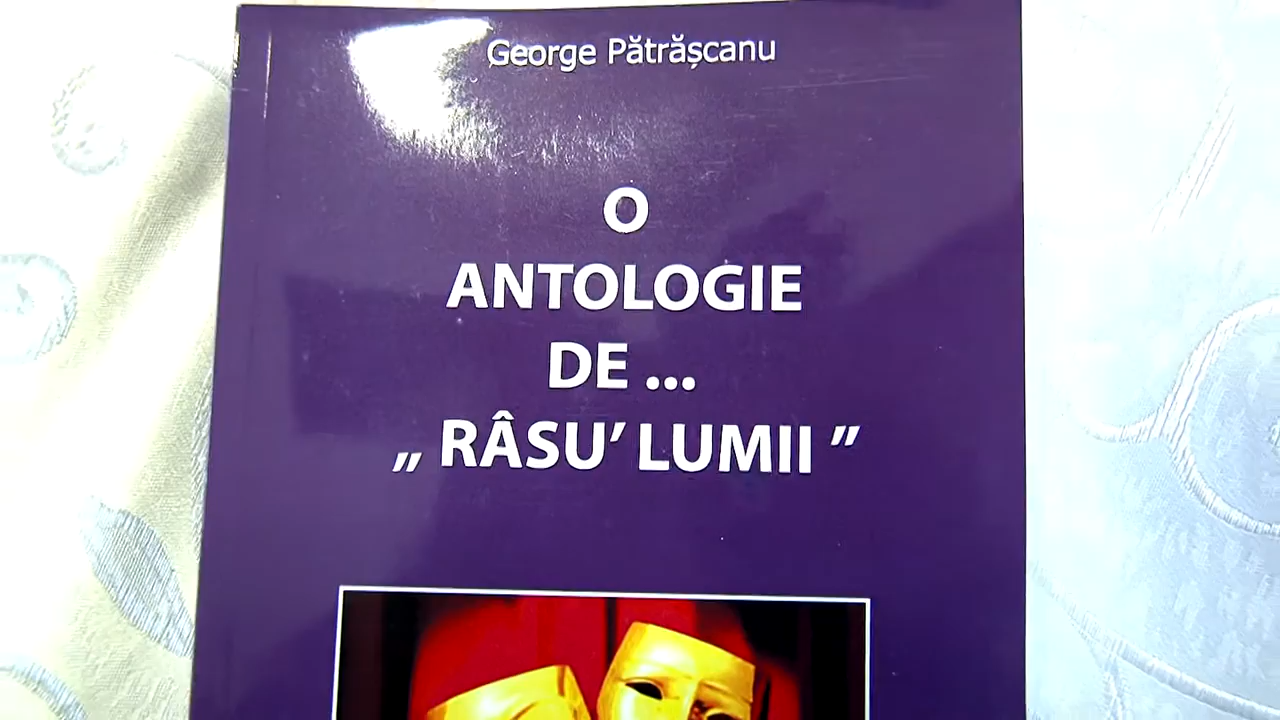 George Pătrășcanu
O
ANTOLOGIE
DE ...
„ RÂSU’ LUMII ”